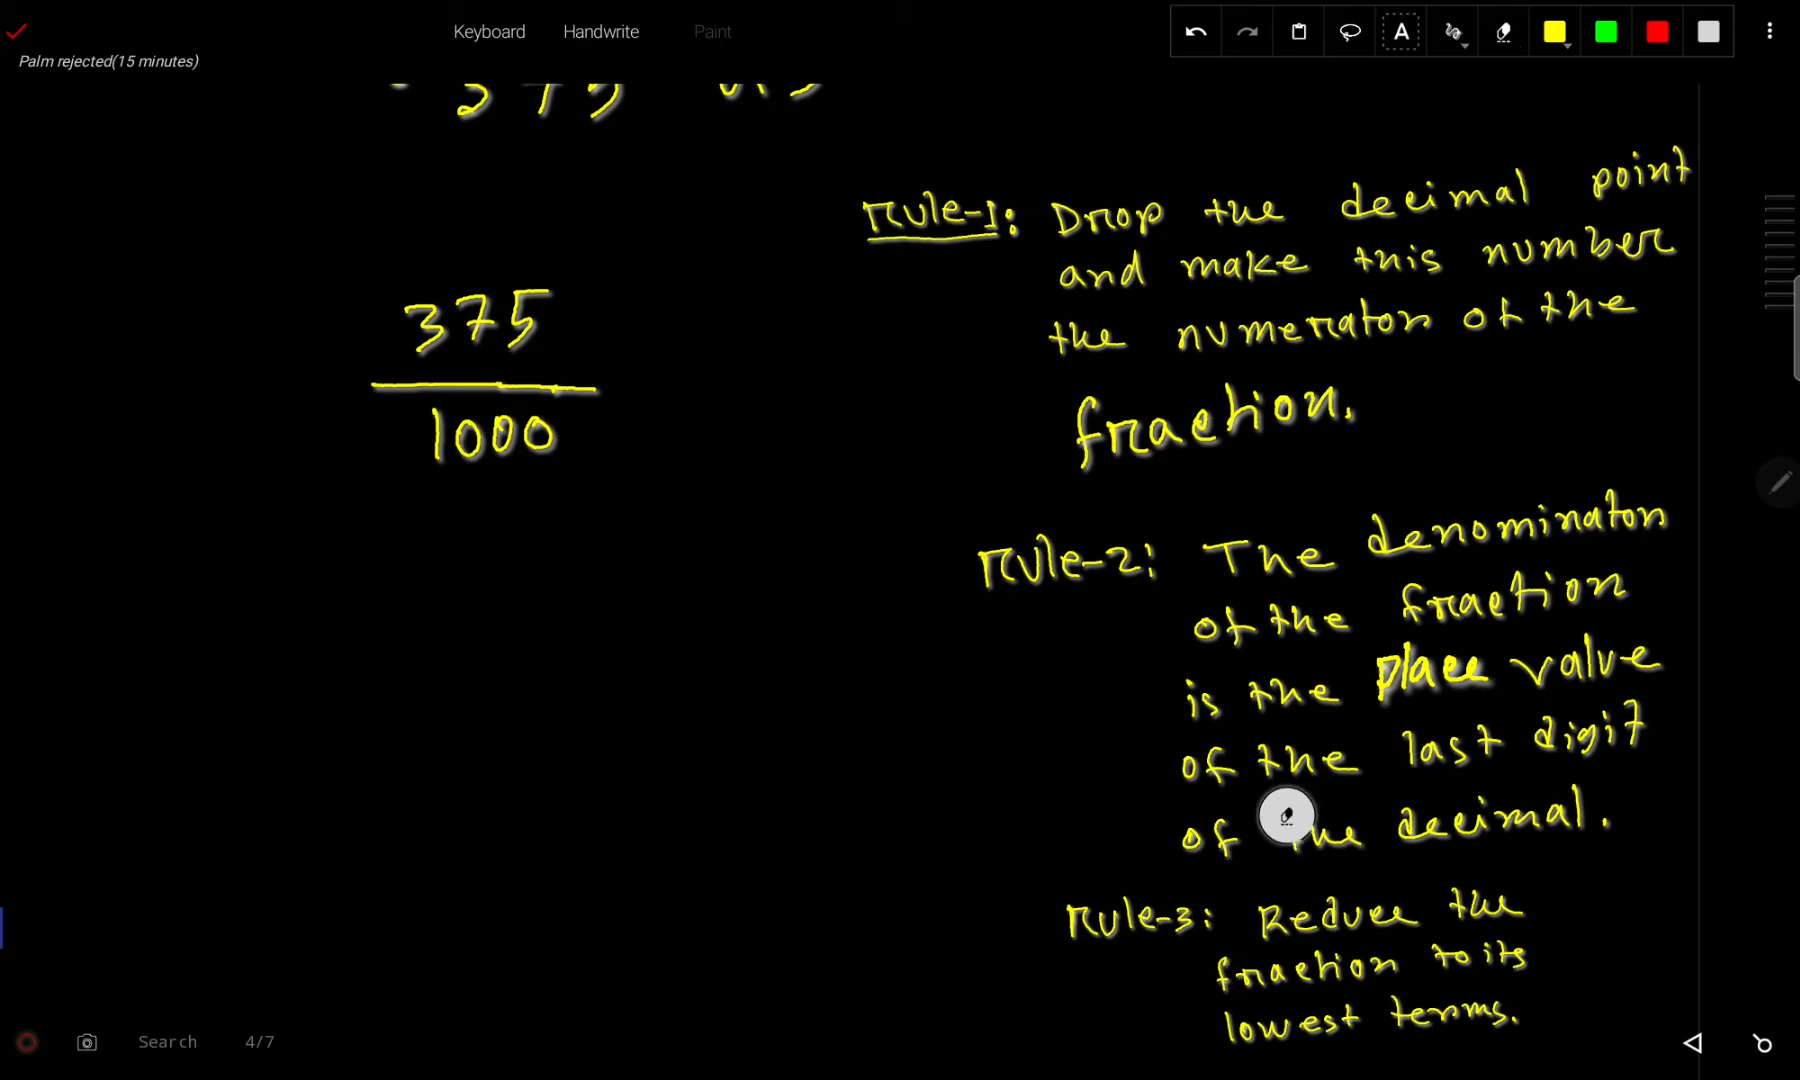 Keyboard Handwrite Paint
Palm rejected(15 minutes)
A
Rule-1: Drop the decimal point
and make this number
the numerator of the
fraction.
375
1000
Rule-2: The denominator
of the fraction
is the place value
of the last digit
of the decimal.
Rule-3: Reduce the
fraction to its
lowest terms.
Search 4/7